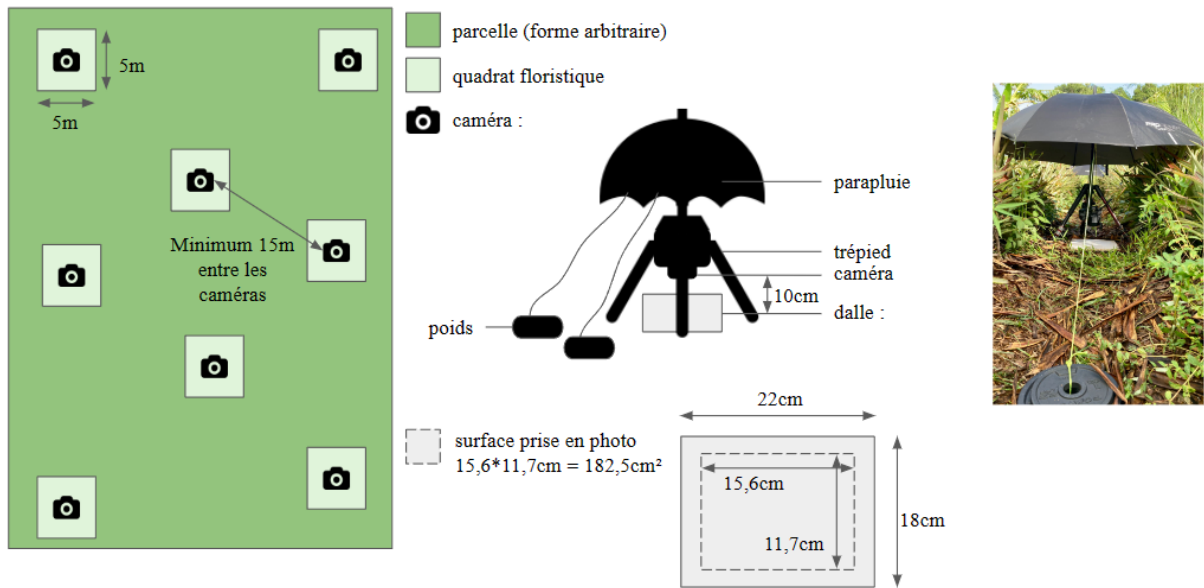 5m
5m
Minimum 15m
entre les
caméras
parcelle (forme arbitraire)
quadrat floristique
caméra :
parapluie
trépied
caméra
10cm
dalle :
poids
22cm
surface prise en photo
15,6*11,7cm = 182,5cm²
15,6cm
11,7cm
18cm